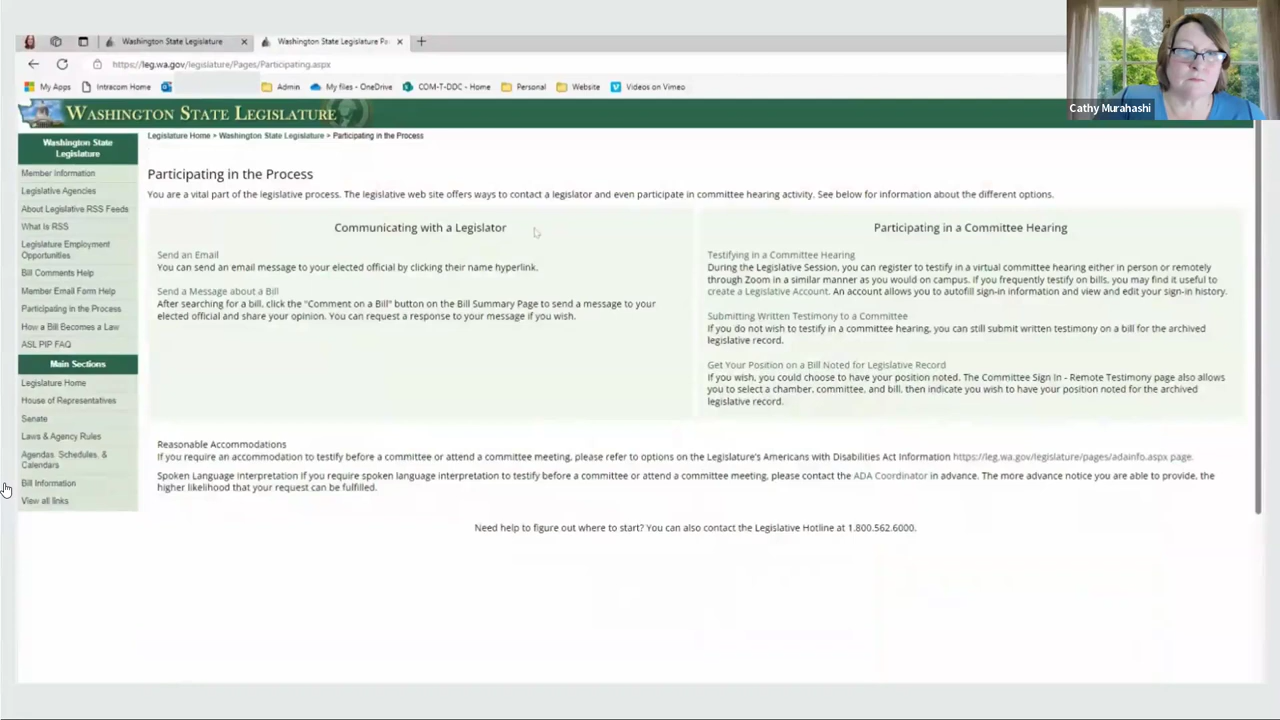 Washington State Legislature
Washington State Legislature Pa
https://leg.wa.gov/legislature/Pages/Participating.aspx
My Apps
Intracom Home
Admin
My files - OneDrive
COM-T-DDC - Home
Personal
Website
Videos on Vimeo
Cathy Murahashi
WASHINGTON STATE LEGISLATURE
Washington State
Legislature
Member Information
Legislative Agencies
About Legislative RSS Feeds
What Is RSS
Legislature Employment
Opportunities
Bill Comments Help
Member Email Form Help
Participating in the Process
How a Bill Becomes a Law
ASL PIP FAQ
Main Sections
Legislature Home
House of Representatives
Senate
Laws & Agency Rules
Agendas, Schedules, &
Calendars
Bill Information
View all links
Legislature Home > Washington State Legislature > Participating in the Process
Participating in the Process
You are a vital part of the legislative process. The legislative web site offers ways to contact a legislator and even participate in committee hearing activity. See below for information about the different options.
Communicating with a Legislator
Send an Email
You can send an email message to your elected official by clicking their name hyperlink.
Send a Message about a Bill
After searching for a bill, click the "Comment on a Bill" button on the Bill Summary Page to send a message to your
elected official and share your opinion. You can request a response to your message if you wish.
Participating in a Committee Hearing
Testifying in a Committee Hearing
During the Legislative Session, you can register to testify in a virtual committee hearing either in person or remotely
through Zoom in a similar manner as you would on campus. If you frequently testify on bills, you may find it useful to
create a Legislative Account. An account allows you to autofill sign-in information and view and edit your sign-in history.
Submitting Written Testimony to a Committee
If you do not wish to testify in a committee hearing, you can still submit written testimony on a bill for the archived
legislative record.
Get Your Position on a Bill Noted for Legislative Record
If you wish, you could choose to have your position noted. The Committee Sign In - Remote Testimony page also allows
you to select a chamber, committee, and bill, then indicate you wish to have your position noted for the archived
legislative record.
Reasonable Accommodations
If you require an accommodation to testify before a committee or attend a committee meeting, please refer to options on the Legislature's Americans with Disabilities Act Information https://leg.wa.gov/legislature/pages/adainfo.aspx page.
Spoken Language Interpretation If you require spoken language interpretation to testify before a committee or attend a committee meeting, please contact the ADA Coordinator in advance. The more advance notice you are able to provide, the
higher likelihood that your request can be fulfilled.
Need help to figure out where to start? You can also contact the Legislative Hotline at 1.800.562.6000.